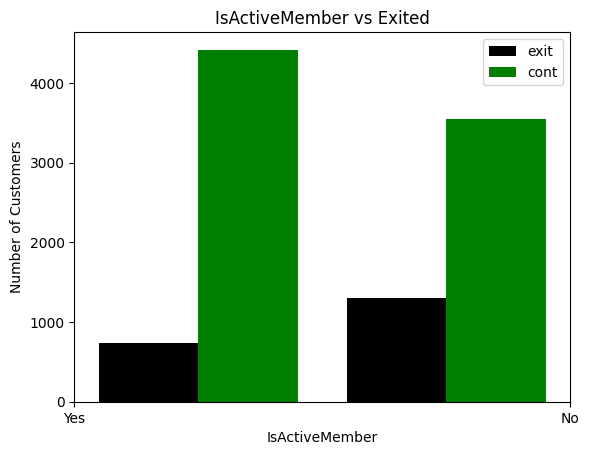 IsActiveMember vs Exited
exit
cont
Number of Customers
4000
3000
2000
1000
0
Yes
No
IsActiveMember